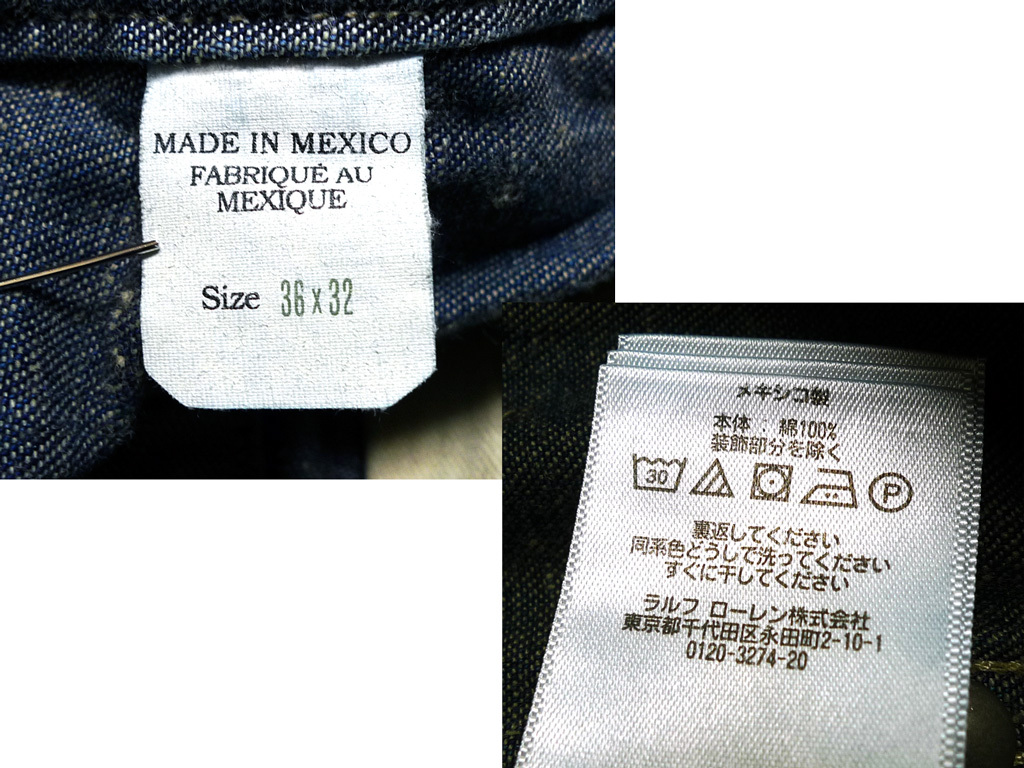 MADE IN MEXICO
FABRIQUÉ AU
MEXIQUE
Size 36 x 32
メキシコ製
本体 : 綿100%
装飾部分を除く
30 P
裏返してください
同系色どうしで洗ってください
すぐに干してください
ラルフ ローレン株式会社
東京都千代田区永田町2-10-1
0120-3274-20